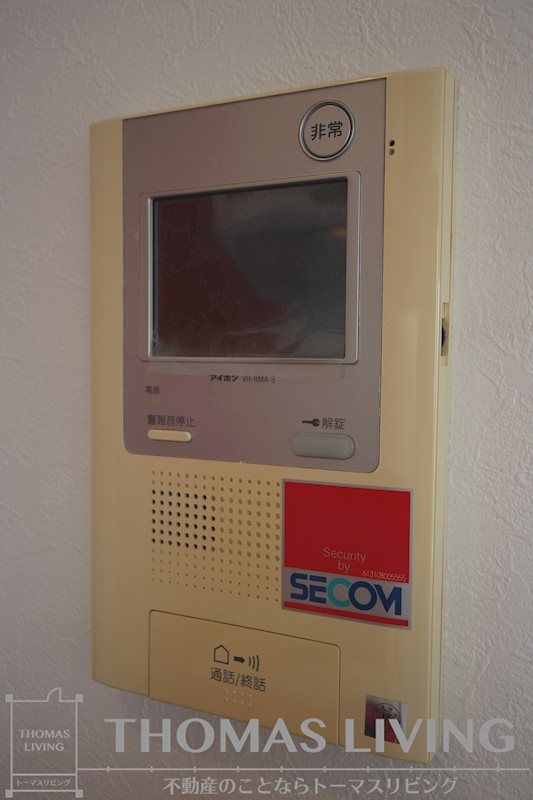 非常
アイホン VH-RMA-S
電源
警報音停止
解錠
Security
by
613108005555
SECOM
通話/終話
THOMAS LIVING
不動産のことならトーマスリビング
THOMAS
LIVING
トーマスリビング